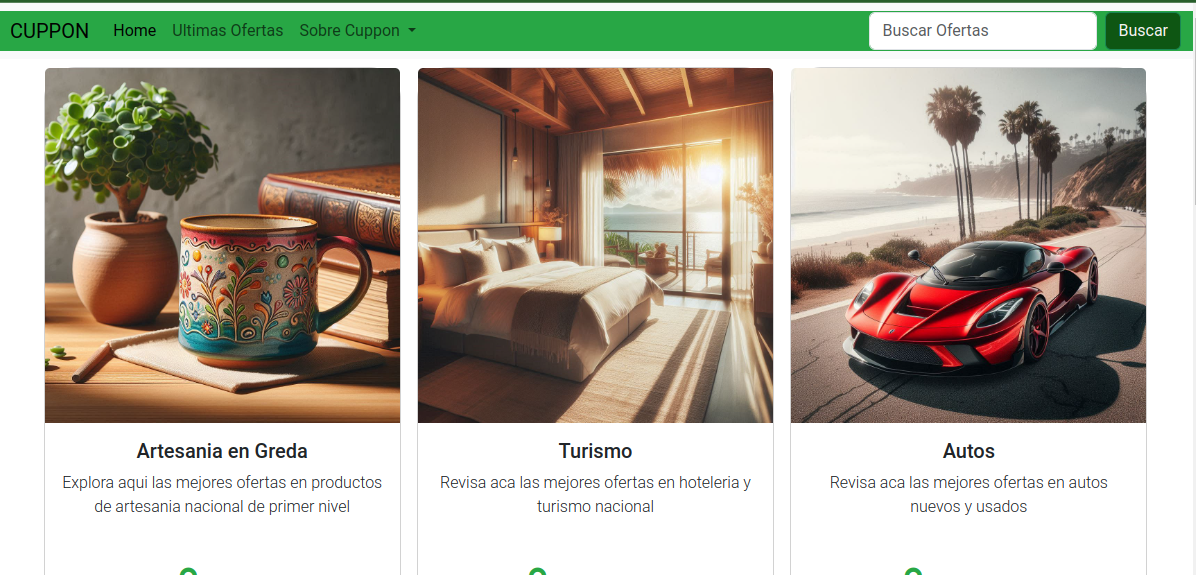 CUPPON Home Ultimas Ofertas Sobre Cuppon Buscar Ofertas Buscar
Artesania en Greda
Explora aqui las mejores ofertas en productos
de artesania nacional de primer nivel
Turismo
Revisa aca las mejores ofertas en hoteleria y
turismo nacional
Autos
Revisa aca las mejores ofertas en autos
nuevos y usados